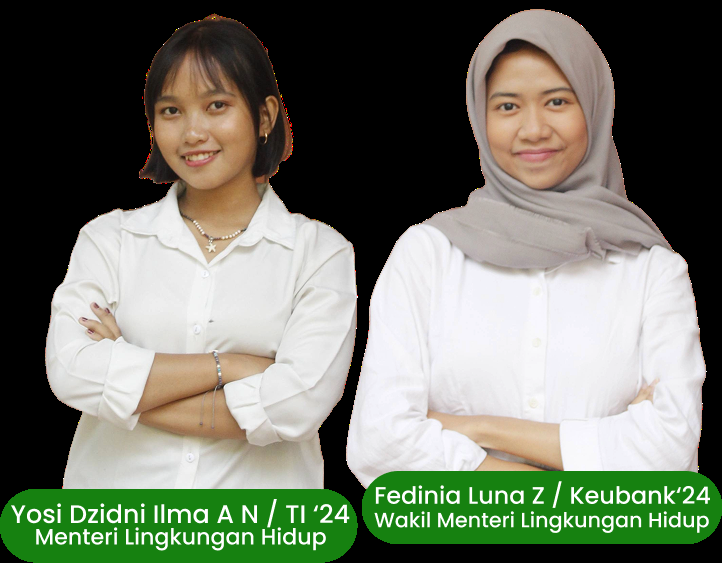 Yosi Dzidni Ilma A N / TI ‘24
Menteri Lingkungan Hidup
Fedinia Luna Z / Keubank‘24
Wakil Menteri Lingkungan Hidup